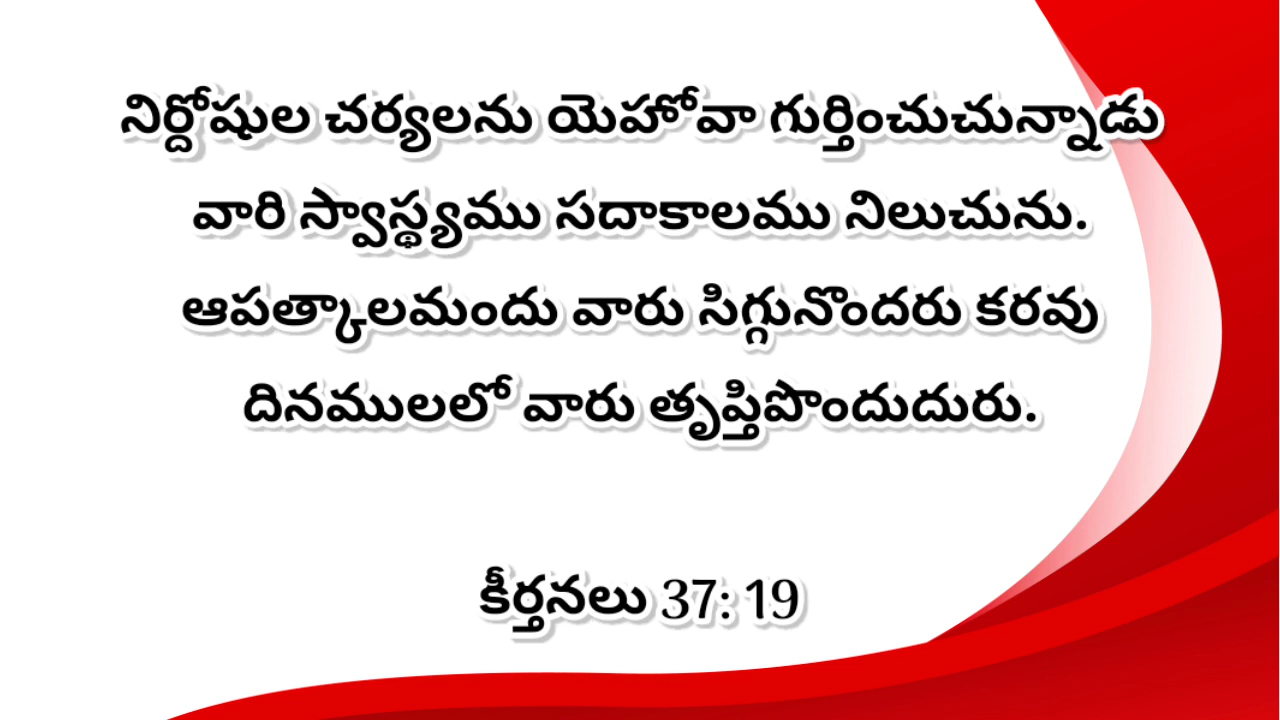 నిర్దోషుల చర్యలను యెహోవా గుర్తించుచున్నాడు
వారి స్వాస్థ్యము సదాకాలము నిలుచును.
ఆపత్కాలమందు వారు సిగ్గునొందరు కరవు
దినములలో వారు తృప్తిపొందుదురు.
కీర్తనలు 37: 19